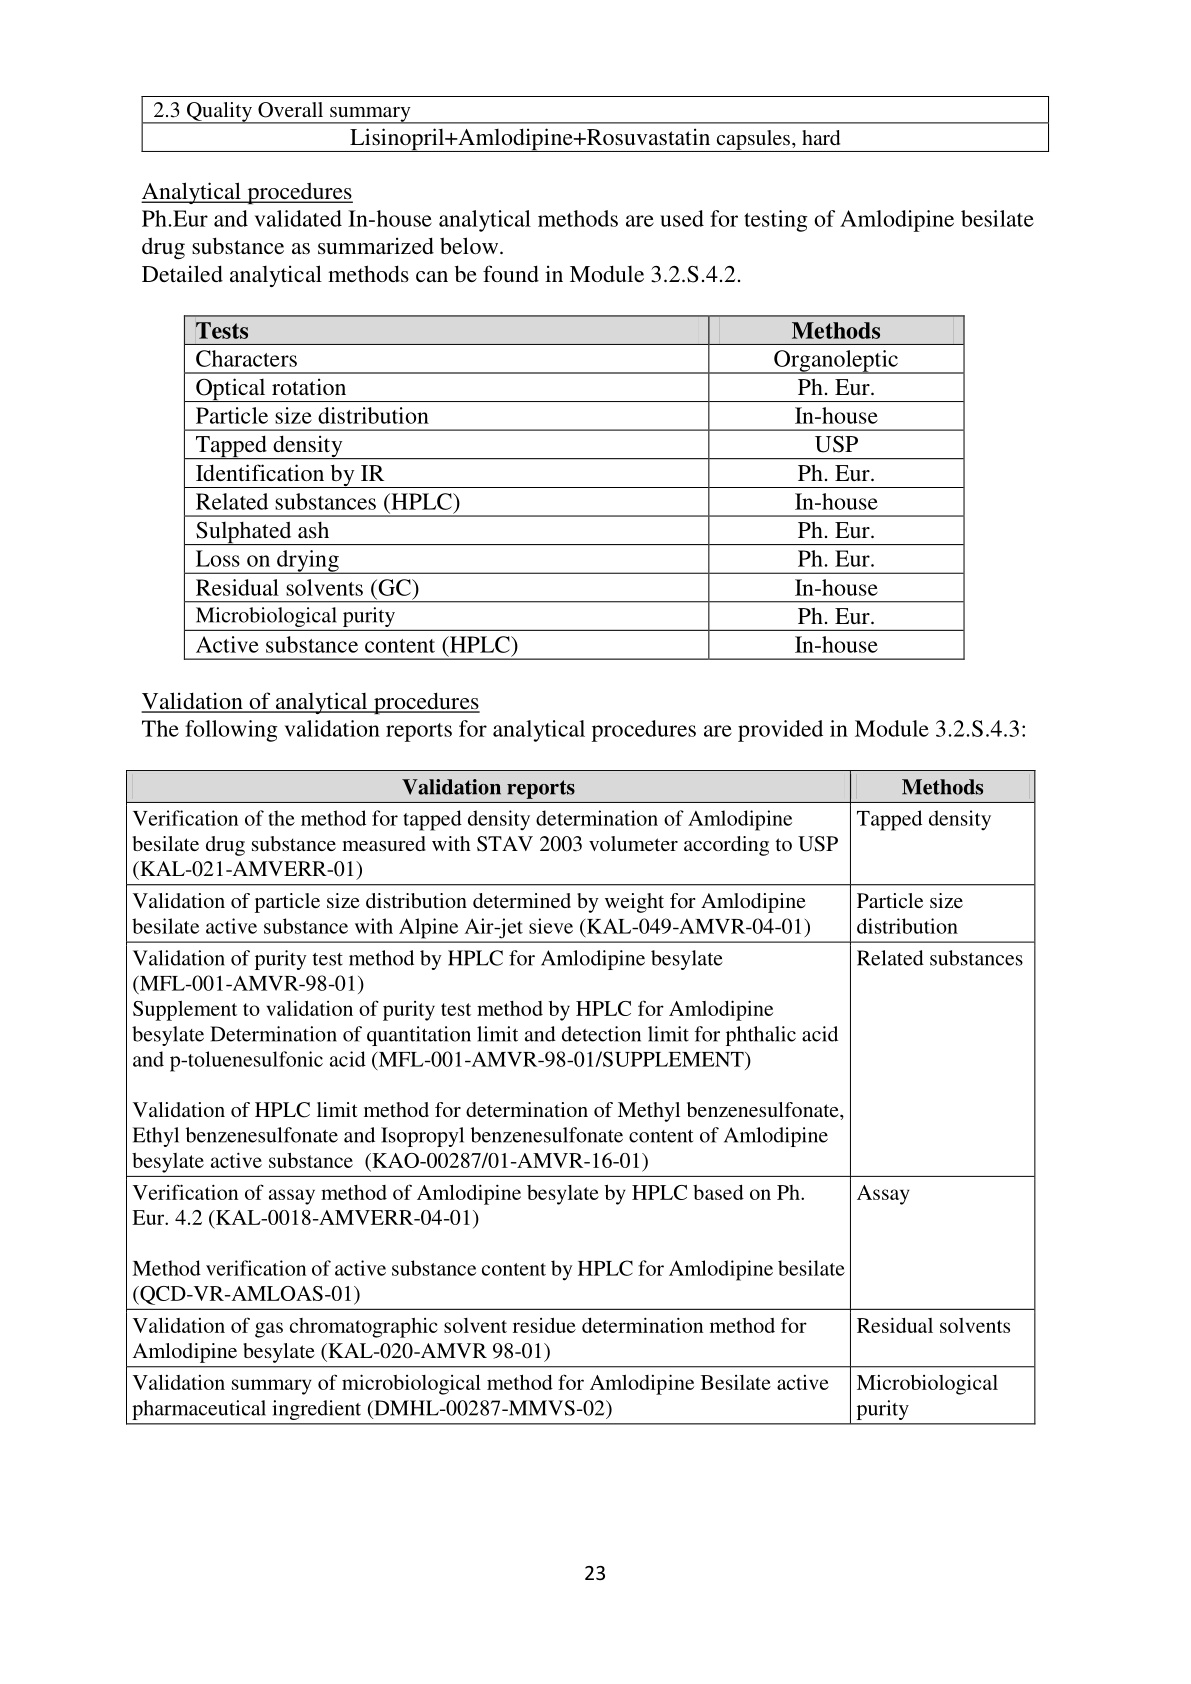 2.3 Quality Overall summary
Lisinopril+Amlodipine+Rosuvastatin capsules, hard
Analytical procedures
Ph.Eur and validated In-house analytical methods are used for testing of Amlodipine besilate
drug substance as summarized below.
Detailed analytical methods can be found in Module 3.2.S.4.2.
Tests Methods
Characters Organoleptic
Optical rotation Ph. Eur.
Particle size distribution In-house
Tapped density USP
Identification by IR Ph. Eur.
Related substances (HPLC) In-house
Sulphated ash Ph. Eur.
Loss on drying Ph. Eur.
Residual solvents (GC) In-house
Microbiological purity Ph. Eur.
Active substance content (HPLC) In-house
Validation of analytical procedures
The following validation reports for analytical procedures are provided in Module 3.2.S.4.3:
Validation reports Methods
Verification of the method for tapped density determination of Amlodipine Tapped density
besilate drug substance measured with STAV 2003 volumeter according to USP
(KAL-021-AMVERR-01)
Validation of particle size distribution determined by weight for Amlodipine Particle size
besilate active substance with Alpine Air-jet sieve (KAL-049-AMVR-04-01) distribution
Validation of purity test method by HPLC for Amlodipine besylate Related substances
(MFL-001-AMVR-98-01)
Supplement to validation of purity test method by HPLC for Amlodipine
besylate Determination of quantitation limit and detection limit for phthalic acid
and p-toluenesulfonic acid (MFL-001-AMVR-98-01/SUPPLEMENT)
Validation of HPLC limit method for determination of Methyl benzenesulfonate,
Ethyl benzenesulfonate and Isopropyl benzenesulfonate content of Amlodipine
besylate active substance  (KAO-00287/01-AMVR-16-01)
Verification of assay method of Amlodipine besylate by HPLC based on Ph. Assay
Eur. 4.2 (KAL-0018-AMVERR-04-01)
Method verification of active substance content by HPLC for Amlodipine besilate
(QCD-VR-AMLOAS-01)
Validation of gas chromatographic solvent residue determination method for Residual solvents
Amlodipine besylate (KAL-020-AMVR 98-01)
Validation summary of microbiological method for Amlodipine Besilate active Microbiological
pharmaceutical ingredient (DMHL-00287-MMVS-02) purity
23